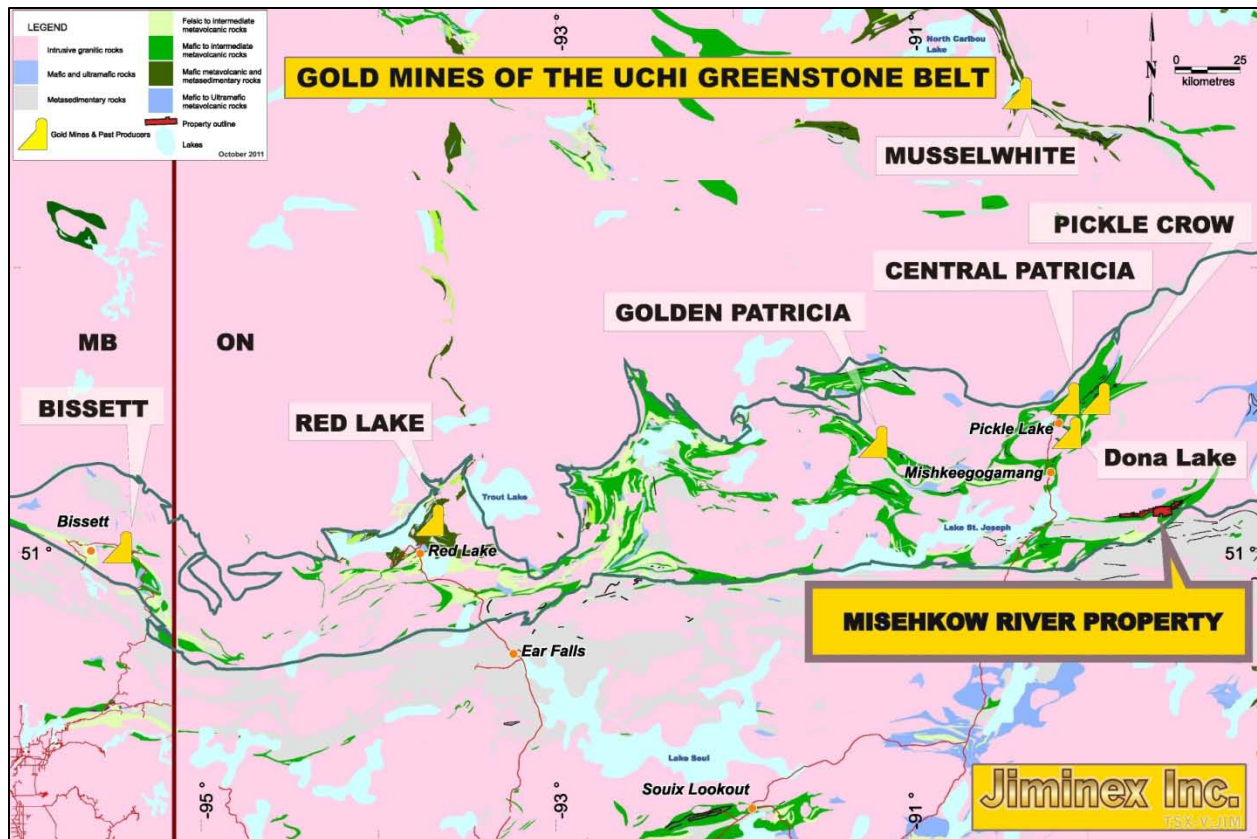 LEGEND
Intrusive granitic rocks
Mafic and ultramafic rocks
Metasedimentary rocks
Gold Mines & Past Producers
Felsic to intermediate
metavolcanic rocks
Mafic to intermediate
metavolcanic rocks
Mafic metavolcanic and
metasedimentary rocks
Mafic to Ultramafic
metavolcanic rocks
Property outline
Lakes
October 2011
-93 °
-91 °
North Caribou
Lake
N
0 25
kilometres
GOLD MINES OF THE UCHI GREENSTONE BELT
MUSSELWHITE
PICKLE CROW
CENTRAL PATRICIA
GOLDEN PATRICIA
MB
ON
BISSETT
RED LAKE
Trout Lake
Pickle Lake
Mishkeegogamang
Dona Lake
Lake St. Joseph
Bissett
Red Lake
51 °
51 °
MISEHKOW RIVER PROPERTY
Ear Falls
Lake Seul
Souix Lookout
-95 °
-93 °
-91 °
Jiminex Inc.
TSX-V:JIM